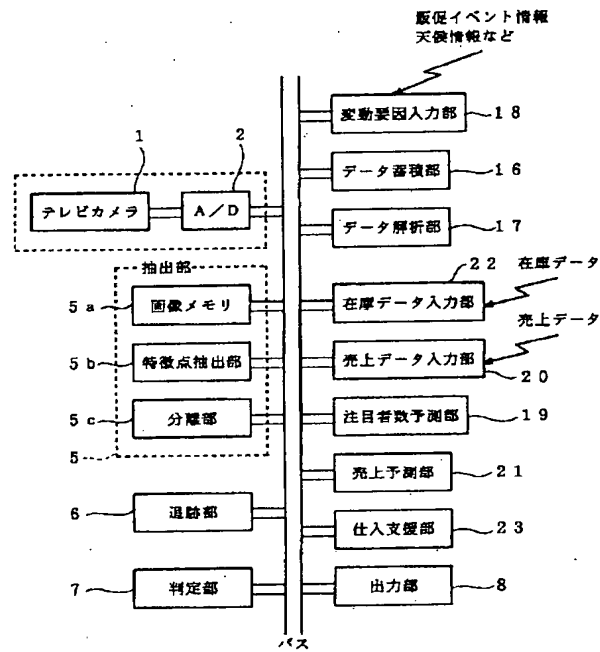 販促イベント情報
天候情報など
変動要因入力部
18
1
2
データ蓄積部
16
テレビカメラ
A/D
データ解析部
17
抽出部
22
在庫データ
5a
画像メモリ
在庫データ入力部
売上データ
5b
特徴点抽出部
売上データ入力部
20
5c
分離部
注目者数予測部
19
5
売上予測部
21
6
追跡部
仕入支援部
23
7
判定部
出力部
8
バス